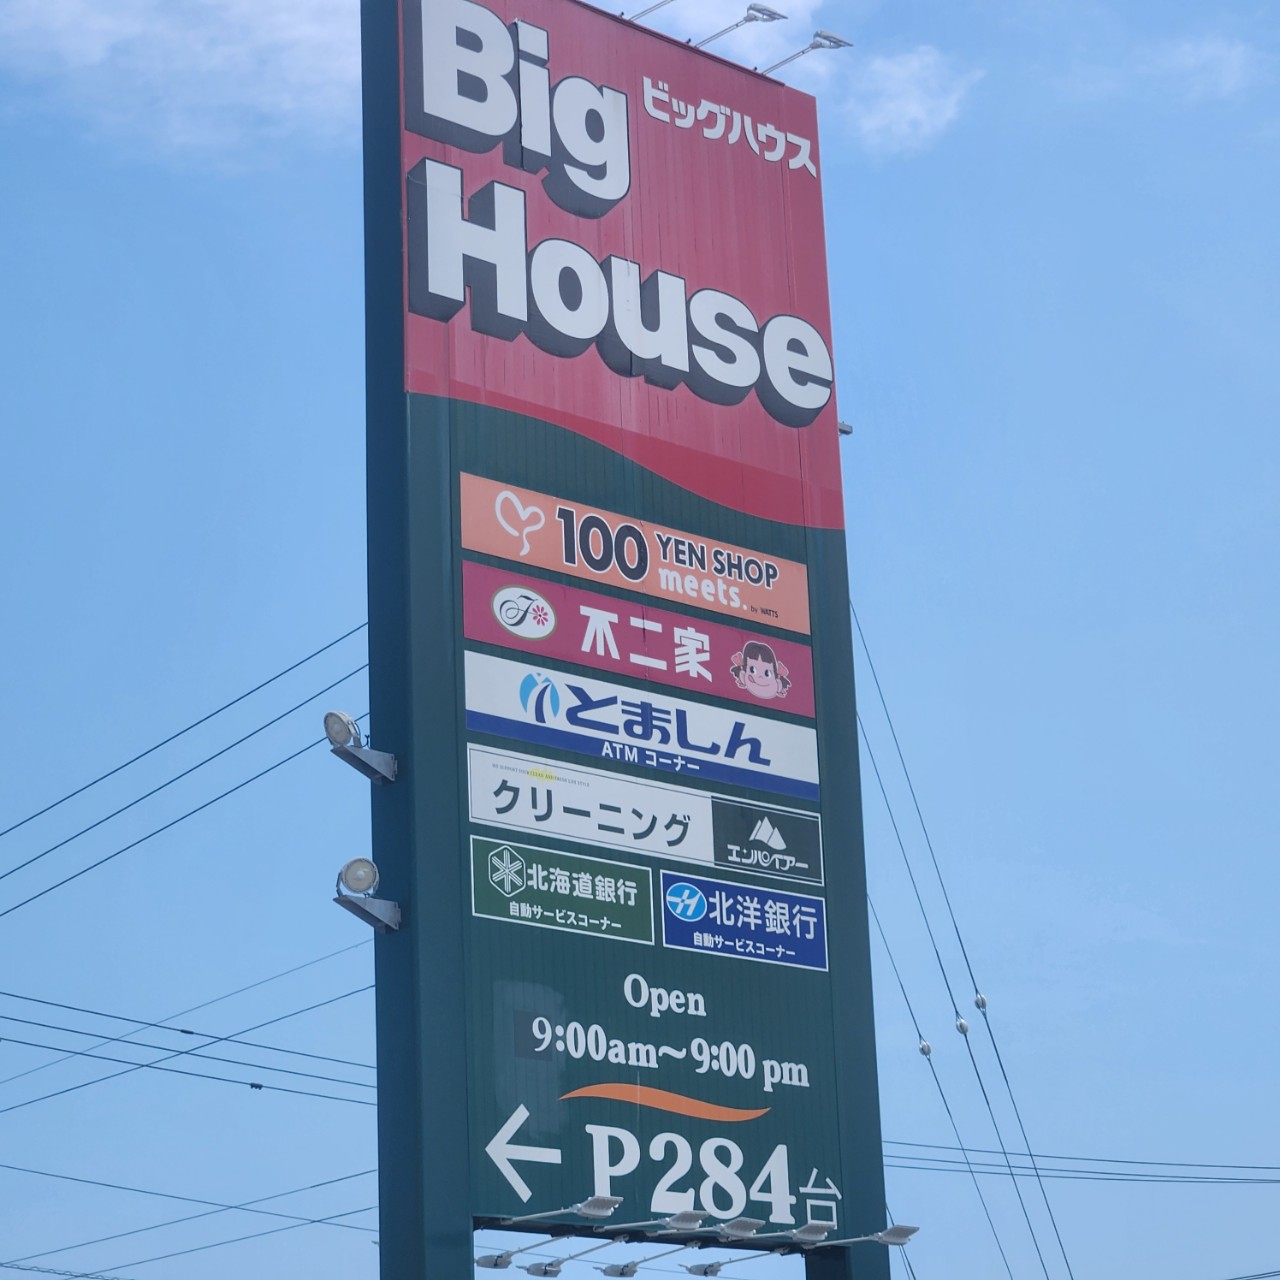 Big
ビッグハウス
House
100 YEN SHOP
meets. by WATTS
F 不二家
とましん
ATM コーナー
クリーニング
エンパイアー
北海道銀行
自動サービスコーナー
北洋銀行
自動サービスコーナー
Open
9:00am～9:00 pm
← P284台